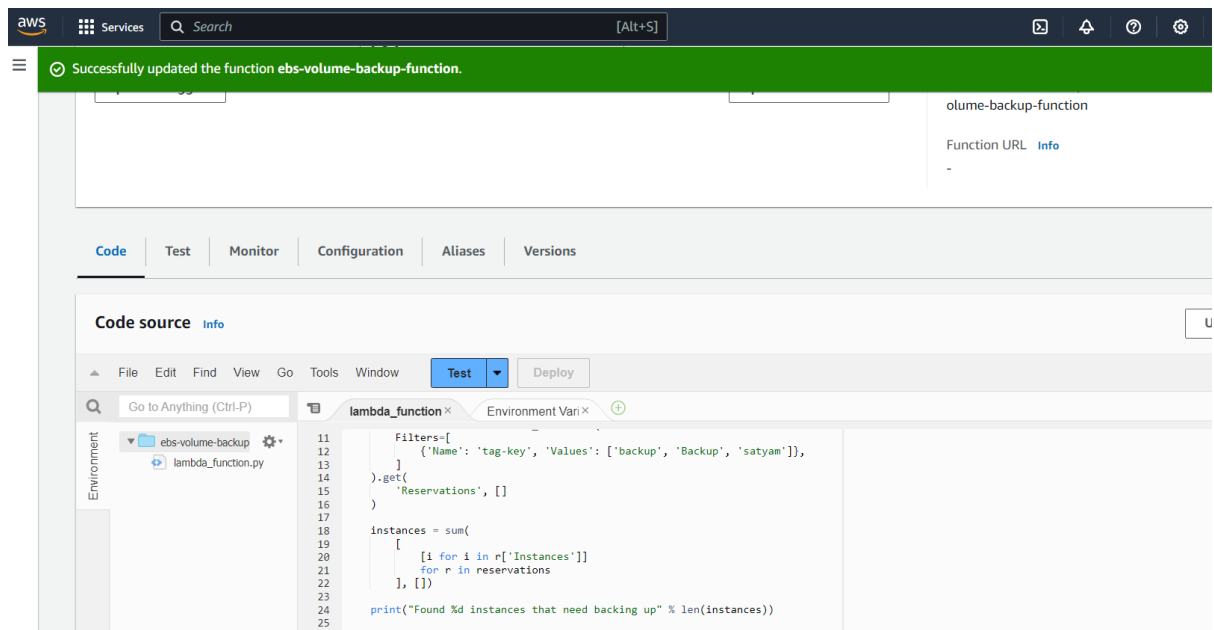 aws
Services
Search
[Alt+S]
Successfully updated the function ebs-volume-backup-function.
olume-backup-function
Function URL Info
-
Code
Test
Monitor
Configuration
Aliases
Versions
Code source Info
U
File Edit Find View Go Tools Window
Test
Deploy
Go to Anything (Ctrl-P)
lambda_function ×
Environment Vari ×
Environment
ebs-volume-backup
lambda_function.py
11 Filters=[
12 {'Name': 'tag-key', 'Values': ['backup', 'Backup', 'satyam']},
13 ]
14 ).get(
15 'Reservations', []
16 )
17
18 instances = sum(
19 [
20 [i for i in r['Instances']]
21 for r in reservations
22 ], [])
23
24 print("Found %d instances that need backing up" % len(instances))
25